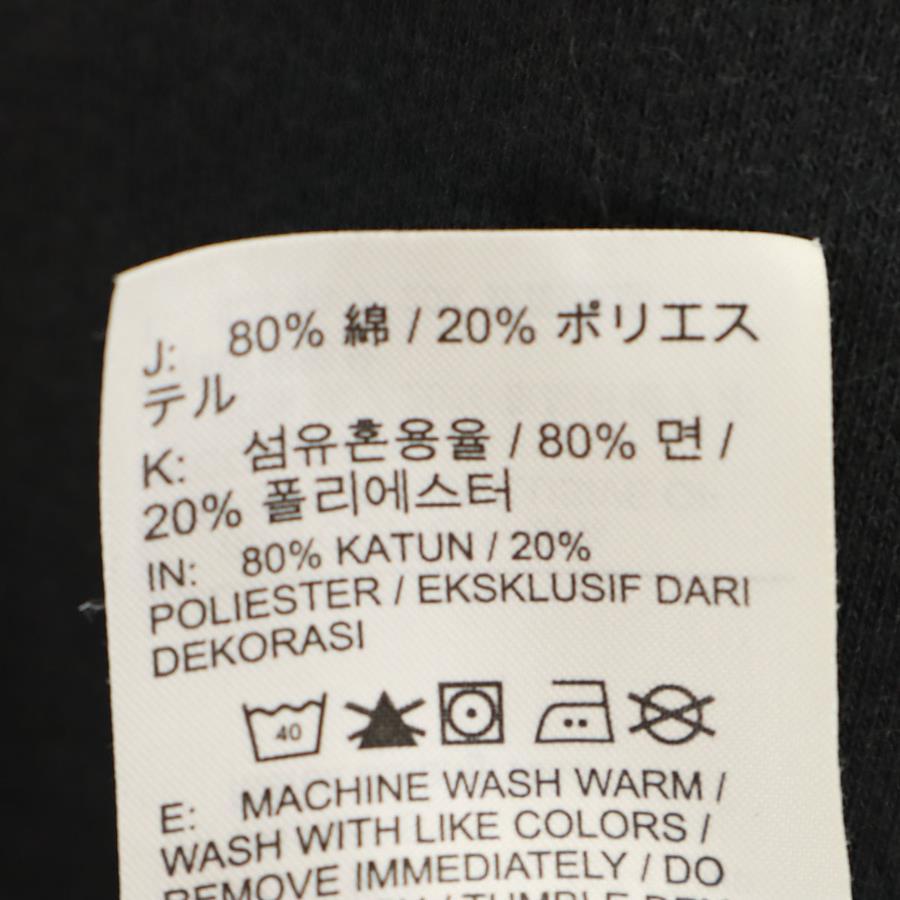 J: 80% 綿 / 20% ポリエス
テル
K: 섬유혼용율 / 80% 면 /
20% 폴리에스터
IN: 80% KATUN / 20%
POLIESTER / EKSKLUSIF DARI
DEKORASI
40
E: MACHINE WASH WARM /
WASH WITH LIKE COLORS /
REMOVE IMMEDIATELY / DO
/ TUMBLE DRY